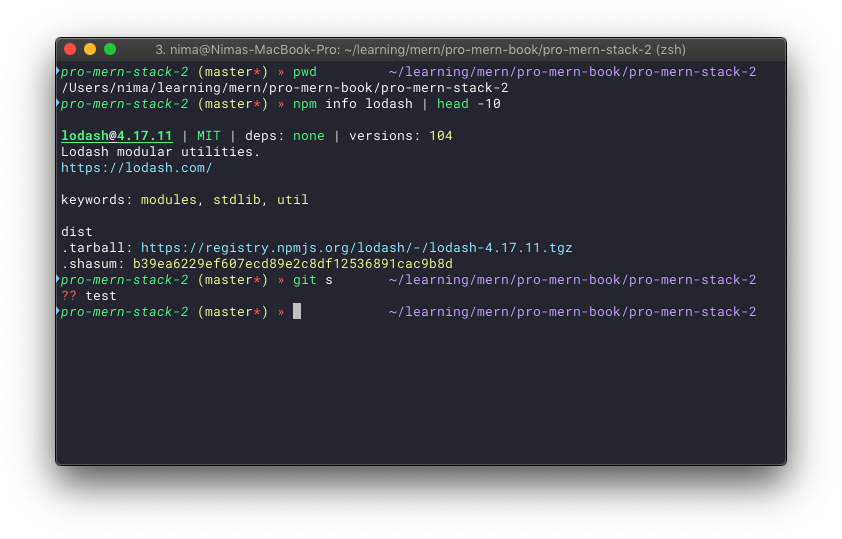 3. nima@Nimas-MacBook-Pro: ~/learning/mern/pro-mern-book/pro-mern-stack-2 (zsh)
pro-mern-stack-2 (master*) » pwd ~/learning/mern/pro-mern-book/pro-mern-stack-2
/Users/nima/learning/mern/pro-mern-book/pro-mern-stack-2
pro-mern-stack-2 (master*) » npm info lodash | head -10
lodash@4.17.11 | MIT | deps: none | versions: 104
Lodash modular utilities.
https://lodash.com/
keywords: modules, stdlib, util
dist
.tarball: https://registry.npmjs.org/lodash/-/lodash-4.17.11.tgz
.shasum: b39ea6229ef607ecd89e2c8df12536891cac9b8d
pro-mern-stack-2 (master*) » git s ~/learning/mern/pro-mern-book/pro-mern-stack-2
?? test
pro-mern-stack-2 (master*) » ~/learning/mern/pro-mern-book/pro-mern-stack-2